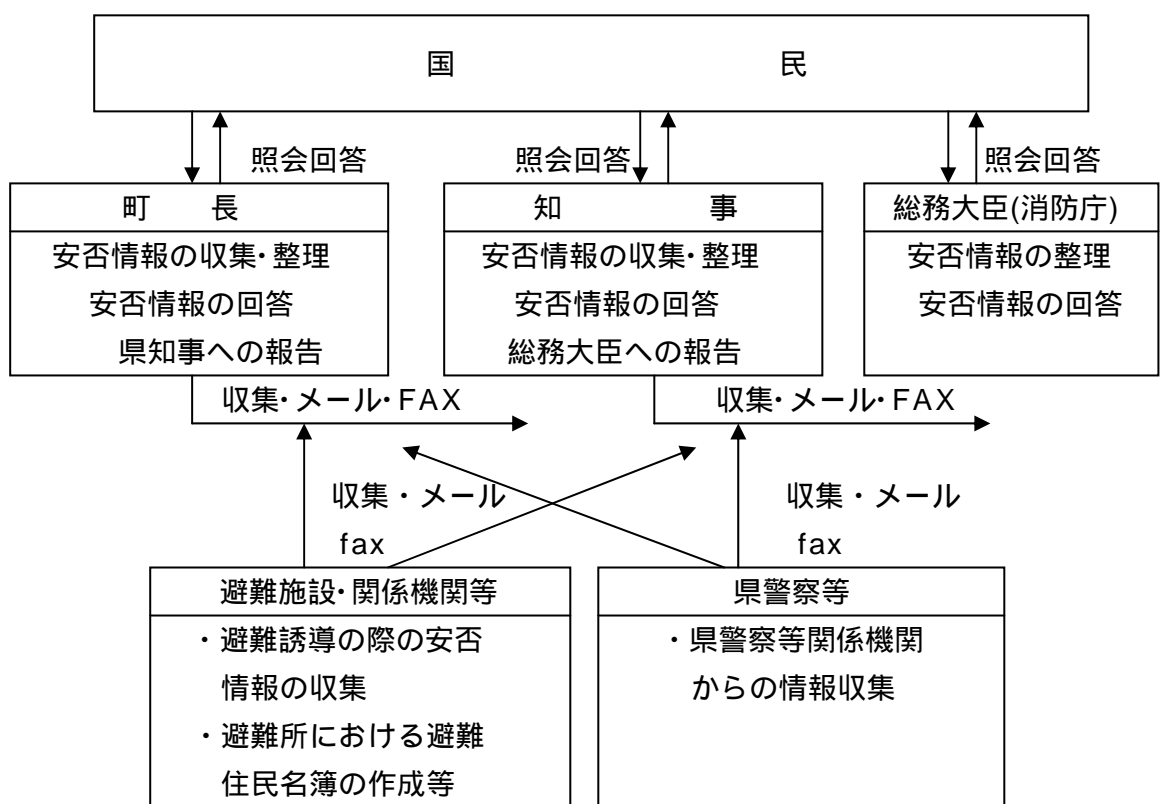 国 民
照会回答 照会回答 照会回答
町 長
安否情報の収集・整理
安否情報の回答
県知事への報告
知 事
安否情報の収集・整理
安否情報の回答
総務大臣への報告
総務大臣(消防庁)
安否情報の整理
安否情報の回答
収集・メール・FAX 収集・メール・FAX
収集・メール 収集・メール
fax fax
避難施設・関係機関等
・避難誘導の際の安否
情報の収集
・避難所における避難
住民名簿の作成等
県警察等
・県警察等関係機関
からの情報収集